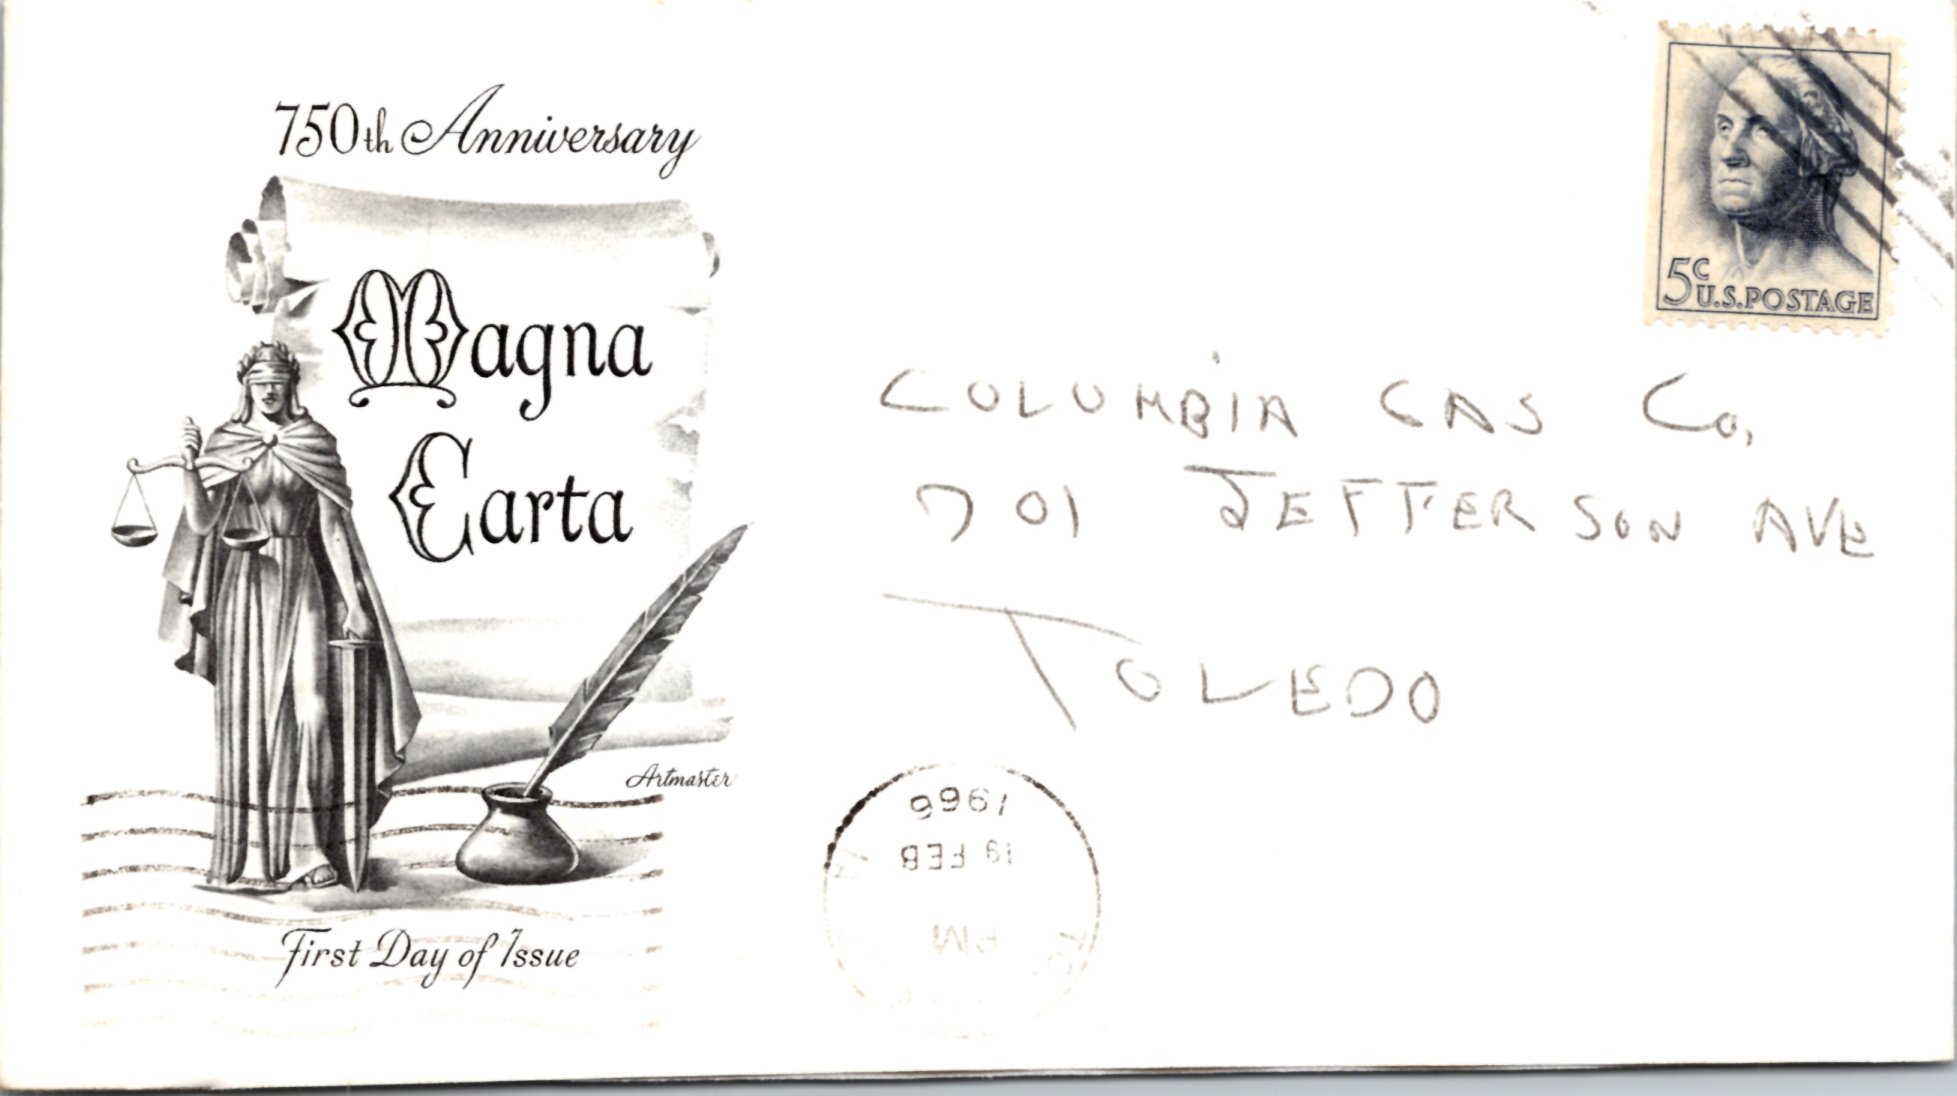 750th Anniversary
Magna
Carta
Artmaster
First Day of Issue
5c
U.S. POSTAGE
COLUMBIA GAS Co.
701 JEFFERSON AVE
TOLEDO
1966
19 FEB
PM